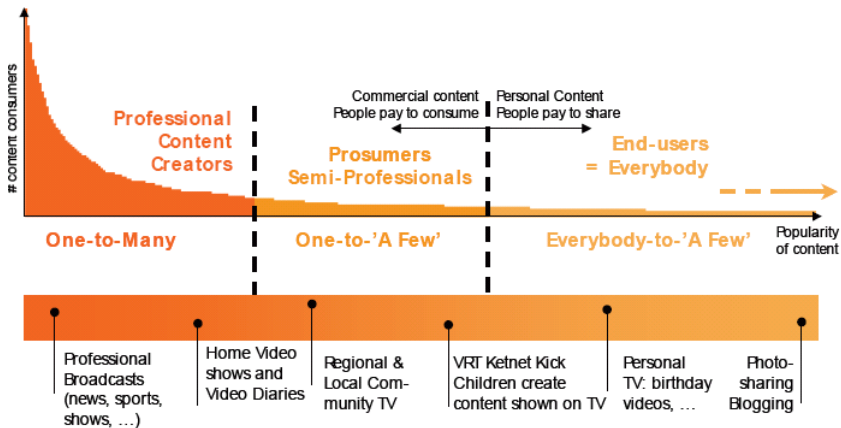 # content consumers
Professional
Content
Creators
Commercial content
People pay to consume
Personal Content
People pay to share
Prosumers
Semi-Professionals
End-users
= Everybody
One-to-Many
One-to-'A Few'
Everybody-to-'A Few'
Popularity
of content
Professional
Broadcasts
(news, sports,
shows, …)
Home Video
shows and
Video Diaries
Regional &
Local Com-
munity TV
VRT Ketnet Kick
Children create
content shown on TV
Personal
TV: birthday
videos, …
Photo-
sharing
Blogging